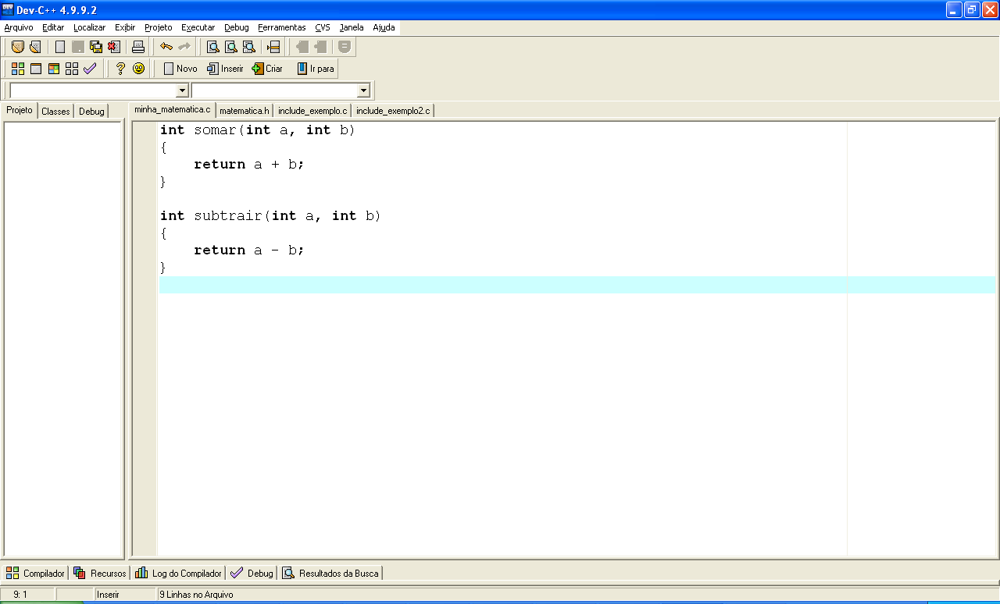 Dev-C++ 4.9.9.2
Arquivo Editar Localizar Exibir Projeto Executar Debug Ferramentas CVS Janela Ajuda
Novo Inserir Criar Ir para
Projeto Classes Debug minha_matematica.c matematica.h include_exemplo.c include_exemplo2.c
int somar(int a, int b)
{
    return a + b;
}
int subtrair(int a, int b)
{
    return a - b;
}
Compilador Recursos Log do Compilador Debug Resultados da Busca
9: 1 Inserir 9 Linhas no Arquivo